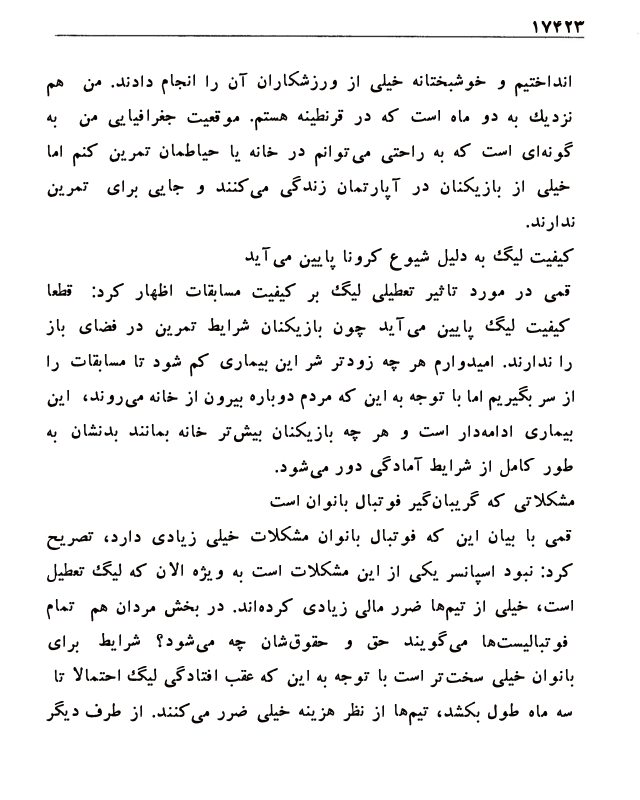 ۱۷۴۲۳
انداختیم و خوشبختانه خیلی از ورزشکاران آن را انجام دادند. من هم
نزدیك به دو ماه است که در قرنطینه هستم. موقعیت جغرافیایی من به
گونه‌ای است که به راحتی می‌توانم در خانه یا حیاطمان تمرین کنم اما
خیلی از بازیکنان در آپارتمان زندگی می‌کنند و جایی برای تمرین
ندارند.
کیفیت لیگ به دلیل شیوع کرونا پایین می‌آید
قمی در مورد تاثیر تعطیلی لیگ بر کیفیت مسابقات اظهار کرد: قطعا
کیفیت لیگ پایین می‌آید چون بازیکنان شرایط تمرین در فضای باز
را ندارند. امیدوارم هر چه زودتر شر این بیماری کم شود تا مسابقات را
از سر بگیریم اما با توجه به این که مردم دوباره بیرون از خانه می‌روند، این
بیماری ادامه‌دار است و هر چه بازیکنان بیش‌تر خانه بمانند بدنشان به
طور کامل از شرایط آمادگی دور می‌شود.
مشکلاتی که گریبان‌گیر فوتبال بانوان است
قمی با بیان این که فوتبال بانوان مشکلات خیلی زیادی دارد، تصریح
کرد: نبود اسپانسر یکی از این مشکلات است به ویژه الان که لیگ تعطیل
است، خیلی از تیم‌ها ضرر مالی زیادی کرده‌اند. در بخش مردان هم تمام
فوتبالیست‌ها می‌گویند حق و حقوق‌شان چه می‌شود؟ شرایط برای
بانوان خیلی سخت‌تر است با توجه به این که عقب افتادگی لیگ احتمالا تا
سه ماه طول بکشد، تیم‌ها از نظر هزینه خیلی ضرر می‌کنند. از طرف دیگر